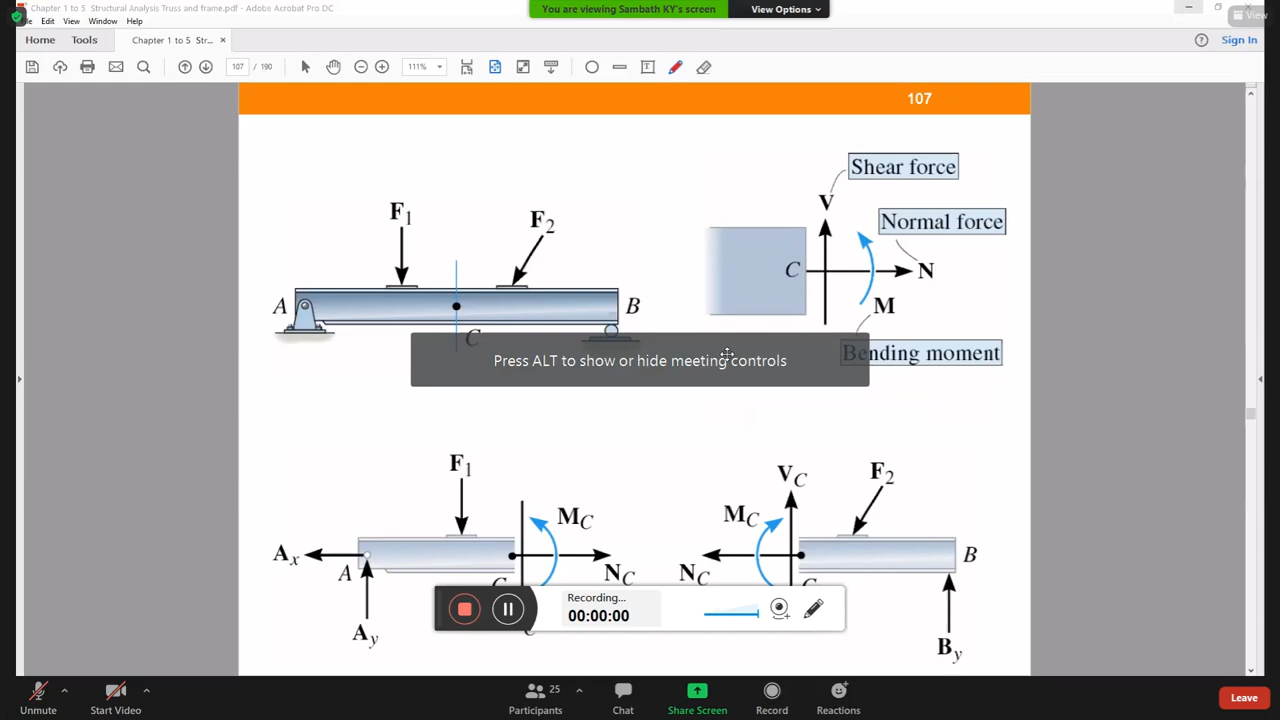 Chapter 1 to 5 Structural Analysis Truss and frame.pdf - Adobe Acrobat Pro DC
You are viewing Sambath KY's screen
View Options
Edit View Window Help
View
Home Tools Chapter 1 to 5 Str... ×
? Sign In
107 / 190
111%
107
Shear force
V
F1
F2
Normal force
C
N
A
B
M
C
Bending moment
Press ALT to show or hide meeting controls
F1
VC
F2
MC
MC
Ax
A
B
NC
NC
Recording...
00:00:00
Ay
By
25
Unmute
Start Video
Participants
Chat
Share Screen
Record
Reactions
Leave